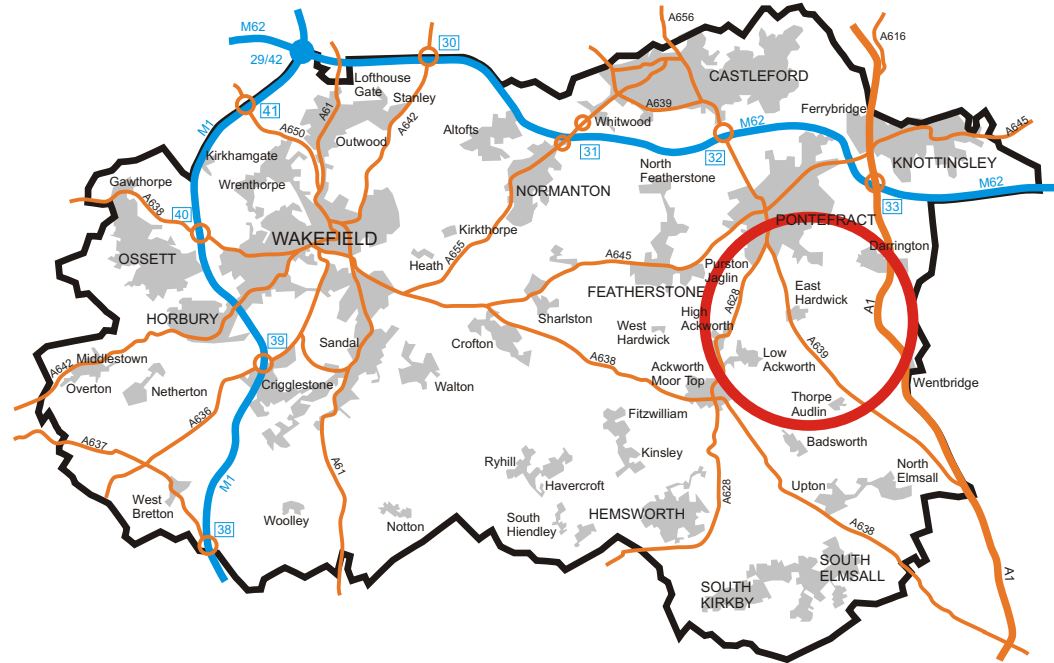 A656
A616
M62
30
29/42
CASTLEFORD
Lofthouse
Gate
Stanley
41
A61
A639
Ferrybridge
M1
A650
A642
Altofts
Whitwood
M62
A645
Outwood
31
32
Kirkhamgate
North
Featherstone
KNOTTINGLEY
Gawthorpe
Wrenthorpe
NORMANTON
M62
A638
40
33
PONTEFRACT
WAKEFIELD
Kirkthorpe
Darrington
OSSETT
A655
Heath
A645
Purston
Jaglin
FEATHERSTONE
A628
East
Hardwick
A1
HORBURY
Sharlston
High
Ackworth
West
Hardwick
39
Sandal
Crofton
A638
A639
Low
Ackworth
A642
Middlestown
Overton
Netherton
Crigglestone
Walton
Ackworth
Moor Top
Wentbridge
A636
Thorpe
Audlin
Fitzwilliam
A637
Badsworth
Kinsley
Ryhill
A61
North
Elmsall
M1
Havercroft
A628
Upton
West
Bretton
Woolley
Notton
South
Hiendley
HEMSWORTH
A638
38
SOUTH
ELMSALL
A1
SOUTH
KIRKBY